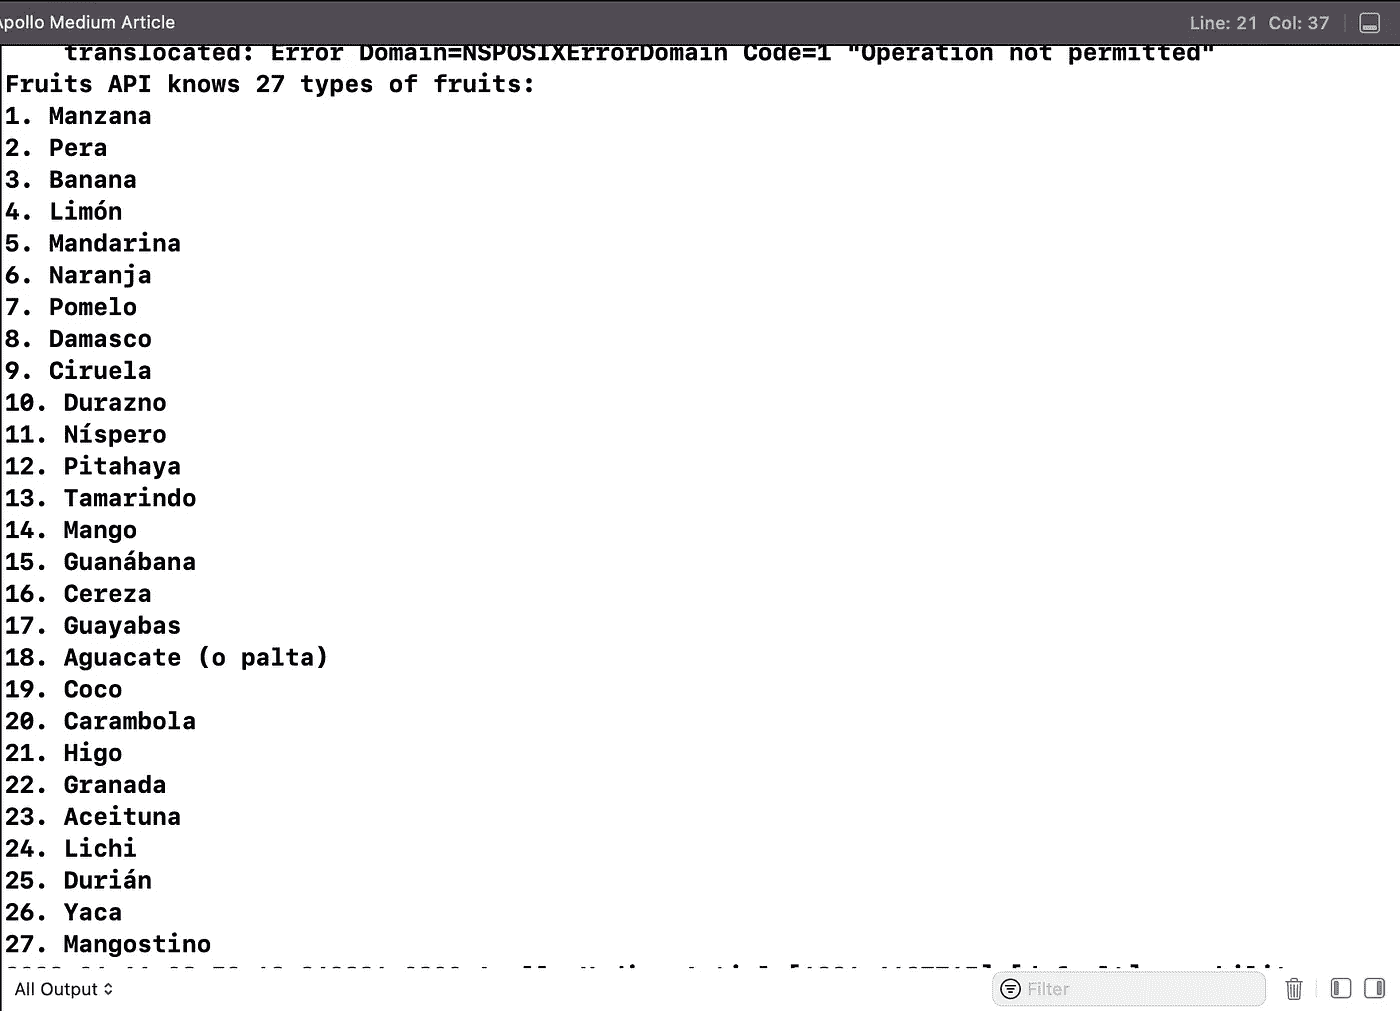 Apollo Medium Article
Line: 21 Col: 37
translocated: Error Domain=NSPOSIXErrorDomain Code=1 "Operation not permitted"
Fruits API knows 27 types of fruits:
1. Manzana
2. Pera
3. Banana
4. Limón
5. Mandarina
6. Naranja
7. Pomelo
8. Damasco
9. Ciruela
10. Durazno
11. Níspero
12. Pitahaya
13. Tamarindo
14. Mango
15. Guanábana
16. Cereza
17. Guayabas
18. Aguacate (o palta)
19. Coco
20. Carambola
21. Higo
22. Granada
23. Aceituna
24. Lichi
25. Durián
26. Yaca
27. Mangostino
All Output
Filter